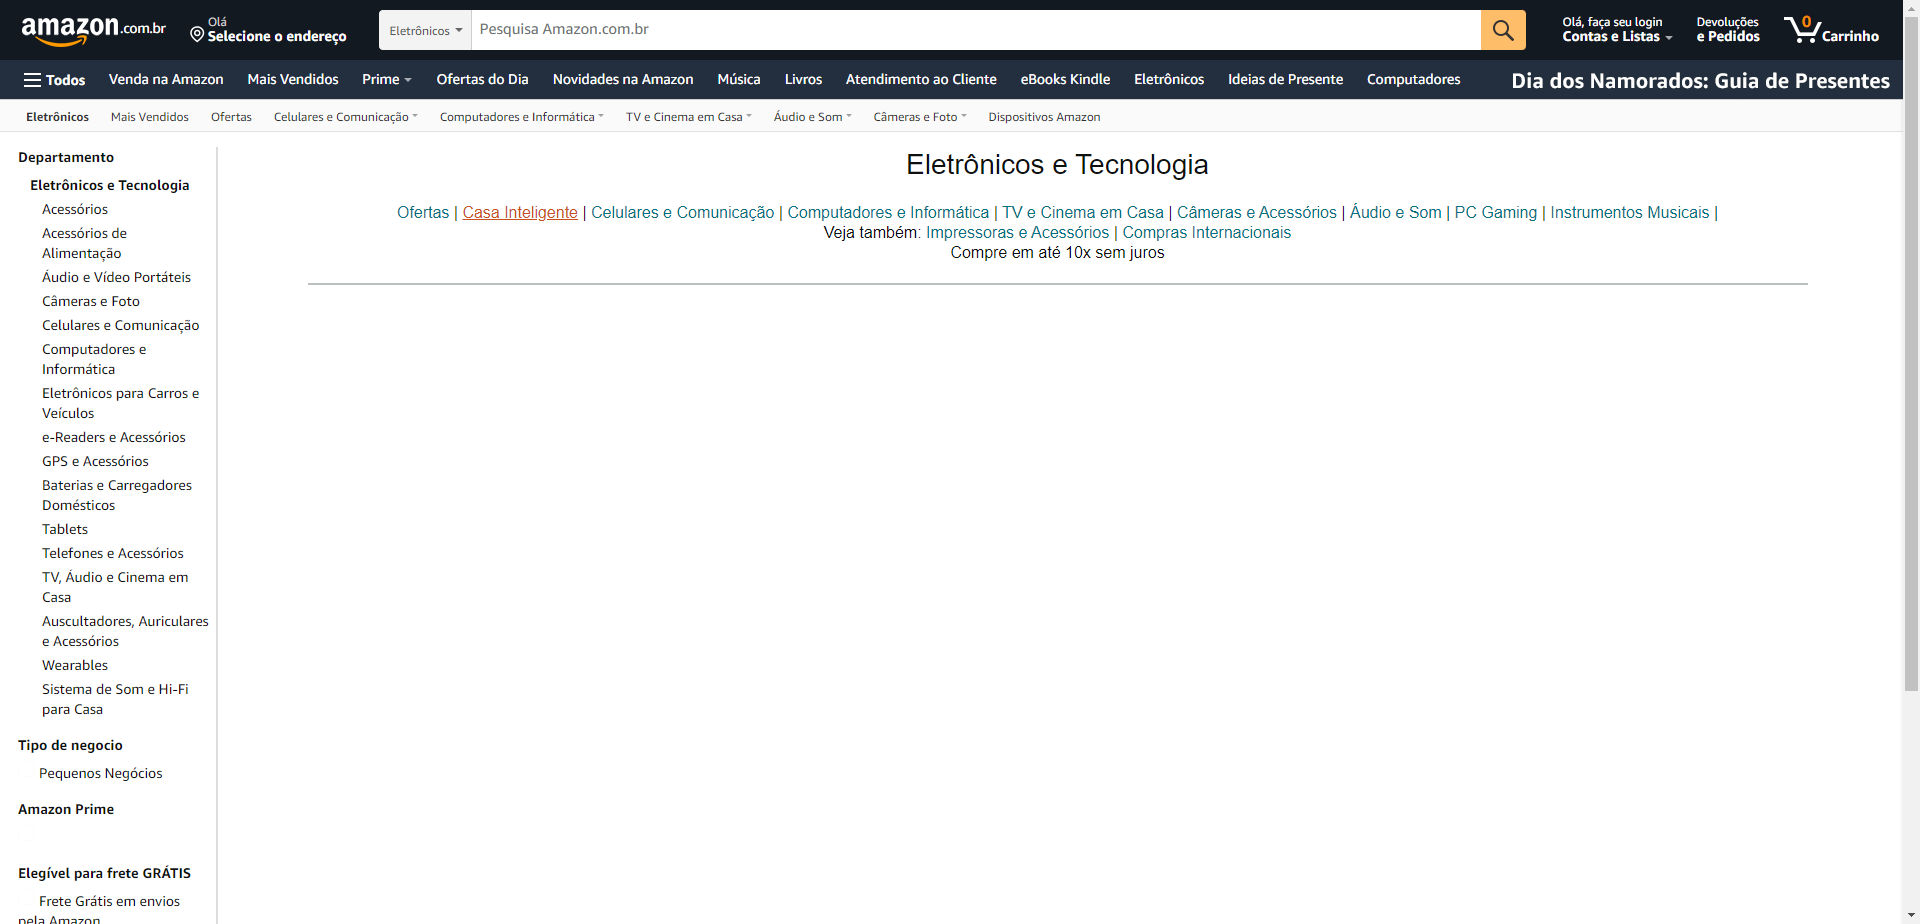 amazon.com.br
Olá
Selecione o endereço
Eletrônicos
Pesquisa Amazon.com.br
Olá, faça seu login
Contas e Listas
Devoluções
e Pedidos
0
Carrinho
Todos
Venda na Amazon
Mais Vendidos
Prime
Ofertas do Dia
Novidades na Amazon
Música
Livros
Atendimento ao Cliente
eBooks Kindle
Eletrônicos
Ideias de Presente
Computadores
Dia dos Namorados: Guia de Presentes
Eletrônicos
Mais Vendidos
Ofertas
Celulares e Comunicação
Computadores e Informática
TV e Cinema em Casa
Áudio e Som
Câmeras e Foto
Dispositivos Amazon
Departamento
Eletrônicos e Tecnologia
Acessórios
Acessórios de
Alimentação
Áudio e Vídeo Portáteis
Câmeras e Foto
Celulares e Comunicação
Computadores e
Informática
Eletrônicos para Carros e
Veículos
e-Readers e Acessórios
GPS e Acessórios
Baterias e Carregadores
Domésticos
Tablets
Telefones e Acessórios
TV, Áudio e Cinema em
Casa
Auscultadores, Auriculares
e Acessórios
Wearables
Sistema de Som e Hi-Fi
para Casa
Tipo de negocio
Pequenos Negócios
Amazon Prime
Elegível para frete GRÁTIS
Frete Grátis em envios
pela Amazon
Eletrônicos e Tecnologia
Ofertas | Casa Inteligente | Celulares e Comunicação | Computadores e Informática | TV e Cinema em Casa | Câmeras e Acessórios | Áudio e Som | PC Gaming | Instrumentos Musicais |
Veja também: Impressoras e Acessórios | Compras Internacionais
Compre em até 10x sem juros